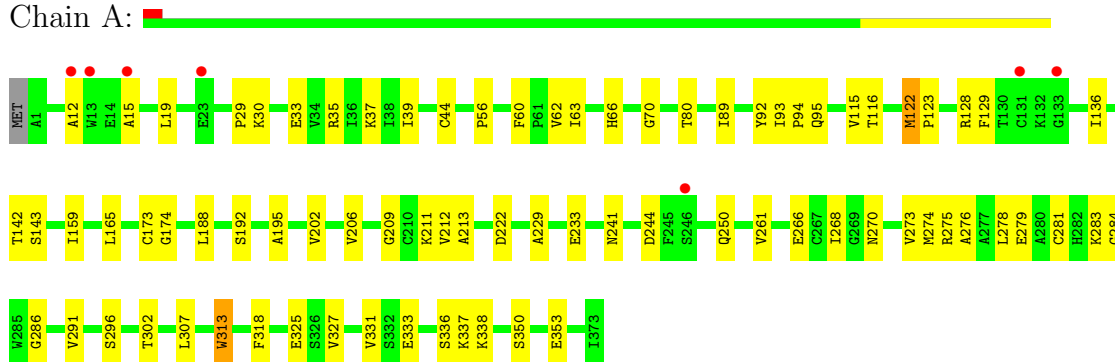 Chain A:
MET A1 A12 W13 E14 A15 L19 E23 P29 K30 E33 V34 R35 I36 K37 I38 I39 C44 P56 F60 P61 V62 I63 H66 G70 T80 I89 Y92 I93 P94 Q95 V115 T116 M122 P123 R128 F129 T130 C131 K132 G133 I136
T142 S143 I159 L165 C173 G174 L188 S192 A195 V202 V206 G209 C210 K211 V212 A213 D222 A229 E233 N241 D244 F245 S246 Q250 V261 E266 C267 I268 G269 N270 V273 M274 R275 A276 A277 L278 E279 A280 C281 H282 K283
W285 G286 V291 S296 T302 L307 W313 F318 E325 S326 V327 V331 S332 E333 S336 K337 K338 S350 E353 I373